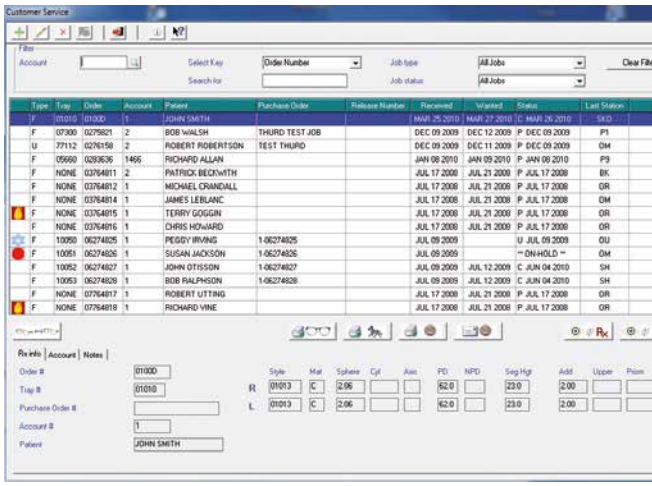 Customer Service
Filter
Account Select Key Order Number Job type All Jobs Clear Filte
Search for Job status All Jobs
Type Tray Order Account Patient Purchase Order Release Number Received Wanted Status Last Station
F 01010 0100D 1 JOHN SMITH MAR 25 2010 MAR 27 2010 C MAR 26 2010 SKD
F 07300 0275821 2 BOB WALSH THURD TEST JOB DEC 09 2009 DEC 12 2009 P DEC 09 2009 P1
U 77112 0276158 2 ROBERT ROBERTSON TEST THURD DEC 09 2009 DEC 11 2009 P DEC 09 2009 OM
F 05660 0283636 1466 RICHARD ALLAN JAN 08 2010 JAN 09 2010 P JAN 08 2010 P9
F NONE 03764811 2 PATRICK BECKWITH JUL 17 2008 JUL 21 2008 P JUL 17 2008 BK
F NONE 03764812 1 MICHAEL CRANDALL JUL 17 2008 JUL 21 2008 P JUL 17 2008 OR
F NONE 03764814 1 JAMES LEBLANC JUL 17 2008 JUL 21 2008 P JUL 17 2008 OM
F NONE 03764815 1 TERRY GOGGIN JUL 17 2008 JUL 21 2008 P JUL 17 2008 OR
F NONE 03764816 1 CHRIS HOWARD JUL 17 2008 JUL 21 2008 P JUL 17 2008 OR
F 10050 06274825 1 PEGGY IRVING 1-06274825 JUL 09 2009 U JUL 09 2009 OU
F 10051 06274826 1 SUSAN JACKSON 1-06274826 JUL 09 2009 ** ON-HOLD ** OM
F 10052 06274827 1 JOHN OTISSON 1-06274827 JUL 09 2009 JUL 12 2009 C JUN 04 2010 SH
F 10053 06274828 1 BOB RALPHSON 1-06274828 JUL 09 2009 JUL 12 2009 C JUN 04 2010 SH
F NONE 07764817 1 ROBERT UTTING JUL 17 2008 JUL 21 2008 P JUL 17 2008 OR
F NONE 07764818 1 RICHARD VINE JUL 17 2008 JUL 21 2008 P JUL 17 2008 OR
Rx
Rx info Account Notes
Order # 0100D Style Mat Sphere Cyl Axis PD NPD Seg Hgt Add Upper Prism
Tray # 01010 R 01013 C 2.06 62.0 23.0 2.00
Purchase Order # L 01013 C 2.06 62.0 23.0 2.00
Account # 1
Patient JOHN SMITH